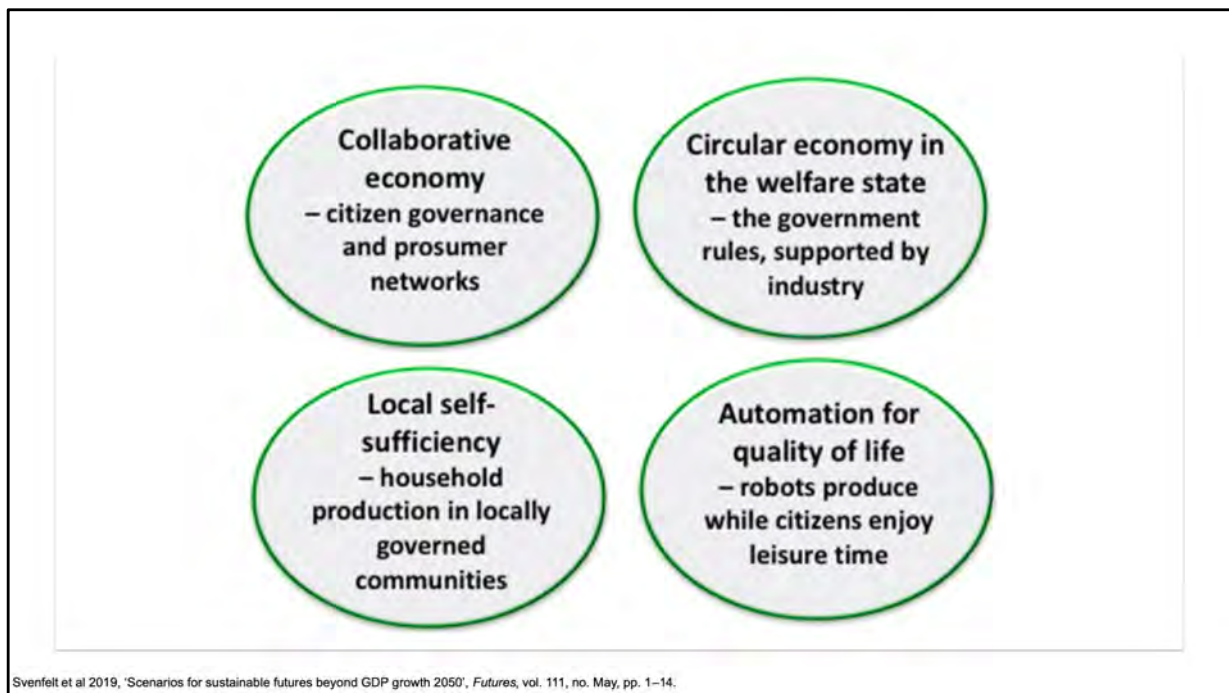 Collaborative
economy
– citizen governance
and prosumer
networks
Circular economy in
the welfare state
– the government
rules, supported by
industry
Local self-
sufficiency
– household
production in locally
governed
communities
Automation for
quality of life
– robots produce
while citizens enjoy
leisure time
Svenfelt et al 2019, ‘Scenarios for sustainable futures beyond GDP growth 2050’, Futures, vol. 111, no. May, pp. 1–14.